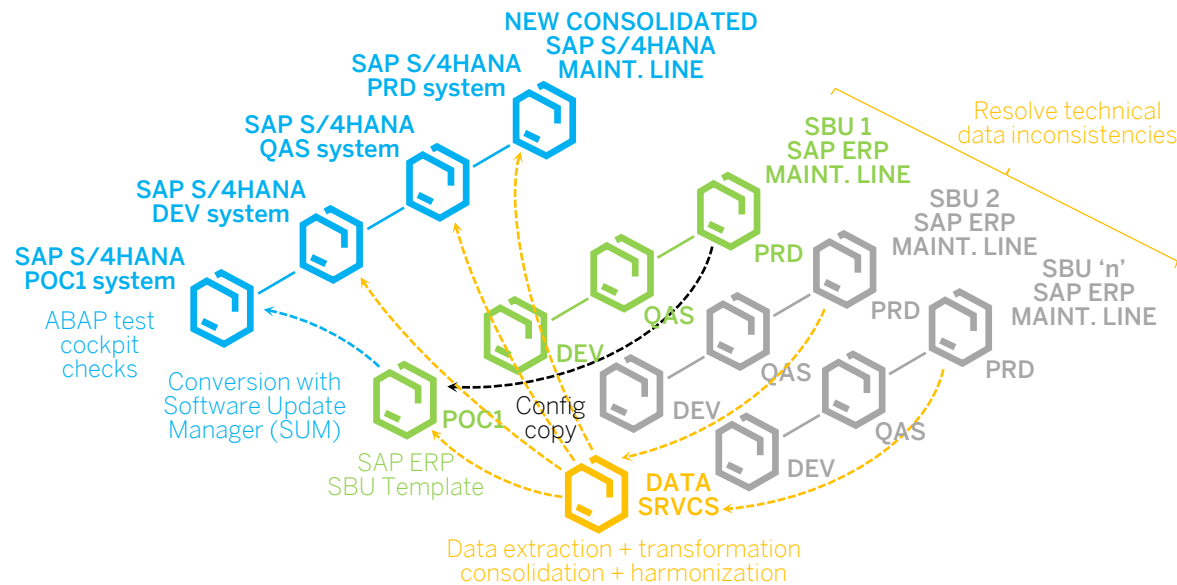 NEW CONSOLIDATED
SAP S/4HANA
MAINT. LINE
SAP S/4HANA
PRD system
SAP S/4HANA
QAS system
SAP S/4HANA
DEV system
SAP S/4HANA
POC1 system
ABAP test
cockpit
checks
Conversion with
Software Update
Manager (SUM)
Resolve technical
data inconsistencies
SBU 1
SAP ERP
MAINT. LINE
PRD
QAS
DEV
SBU 2
SAP ERP
MAINT. LINE
PRD
QAS
DEV
SBU ‘n’
SAP ERP
MAINT. LINE
PRD
QAS
DEV
POC1
SAP ERP
SBU Template
Config
copy
DATA
SRVCS
Data extraction + transformation
consolidation + harmonization